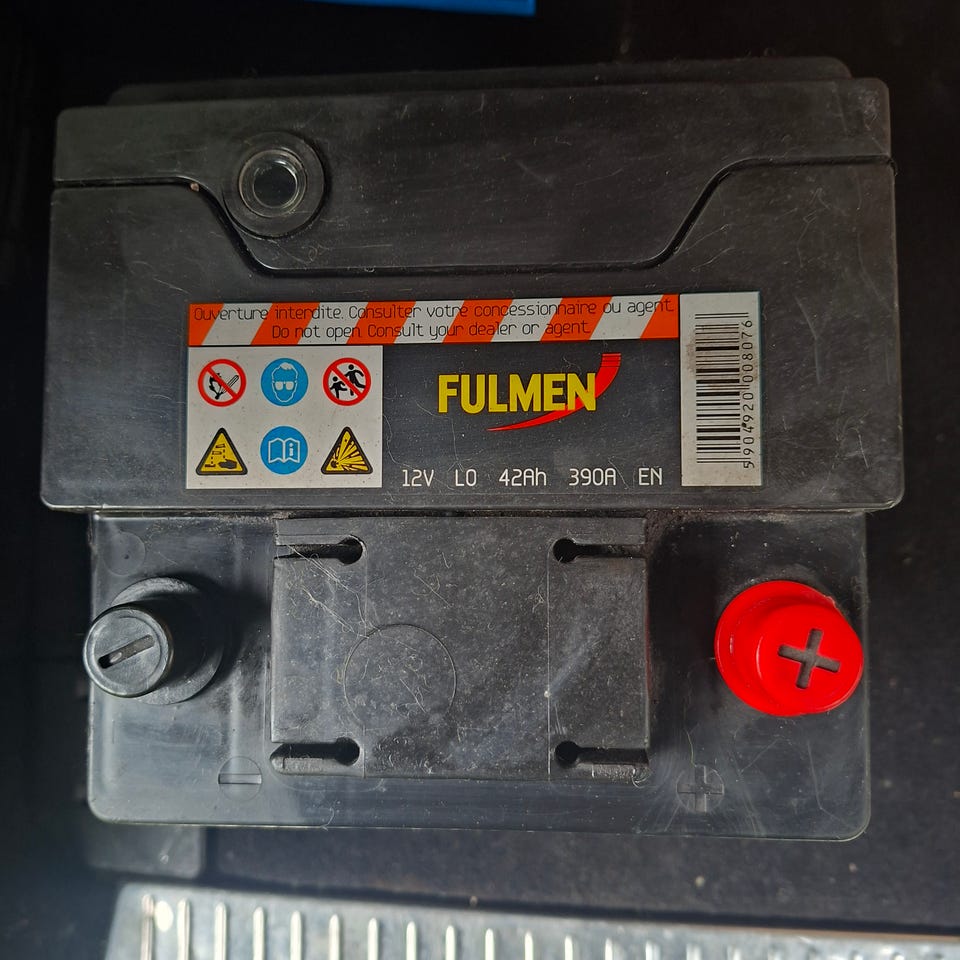 Ouverture interdite. Consulter votre concessionnaire ou agent
Do not open. Consult your dealer or agent
FULMEN
12V L0 42Ah 390A EN
5904920008076